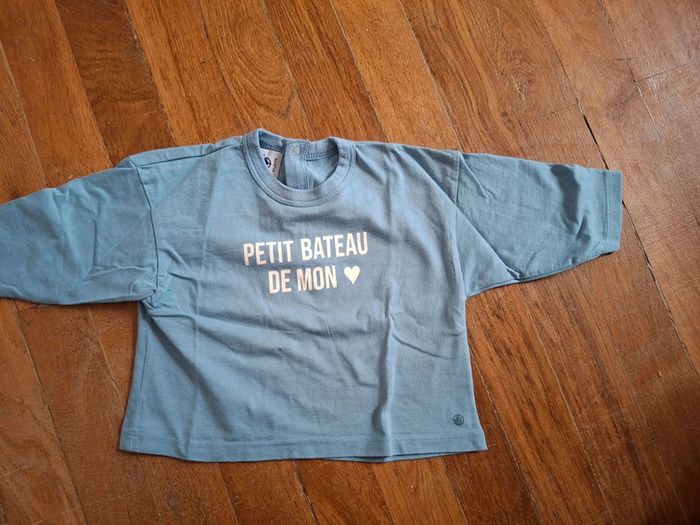 PETIT BATEAU
DE MON ♥